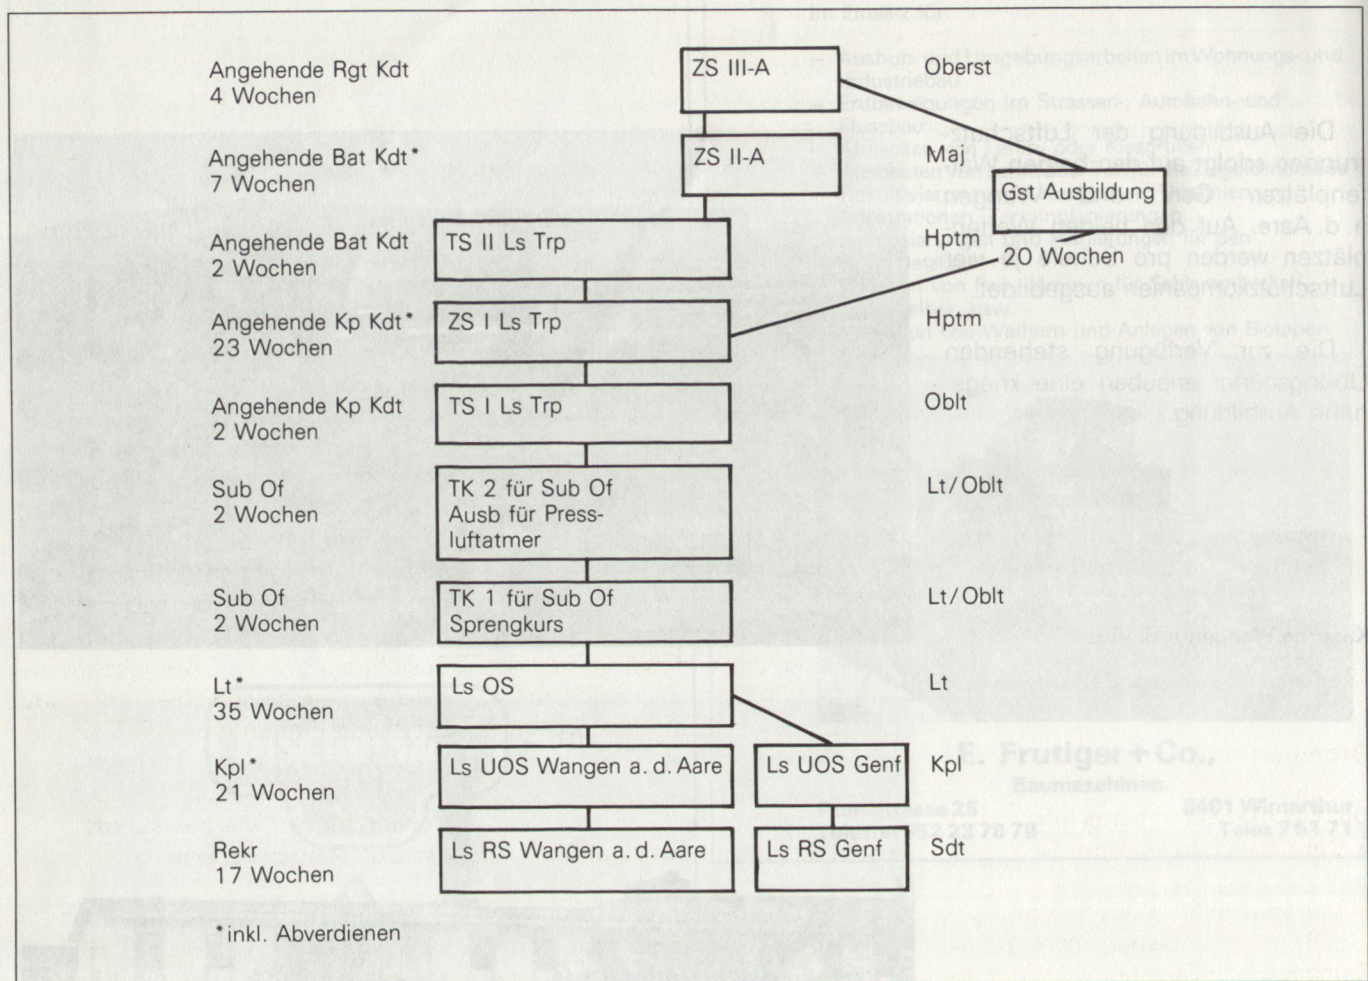 Angehende Rgt Kdt
4 Wochen
ZS III-A
Oberst
Angehende Bat Kdt*
7 Wochen
ZS II-A
Maj
Gst Ausbildung
Angehende Bat Kdt
2 Wochen
TS II Ls Trp
Hptm
20 Wochen
Angehende Kp Kdt*
23 Wochen
ZS I Ls Trp
Hptm
Angehende Kp Kdt
2 Wochen
TS I Ls Trp
Oblt
Sub Of
2 Wochen
TK 2 für Sub Of
Ausb für Press-
luftatmer
Lt/Oblt
Sub Of
2 Wochen
TK 1 für Sub Of
Sprengkurs
Lt/Oblt
Lt*
35 Wochen
Ls OS
Lt
Kpl*
21 Wochen
Ls UOS Wangen a. d. Aare
Ls UOS Genf
Kpl
Rekr
17 Wochen
Ls RS Wangen a. d. Aare
Ls RS Genf
Sdt
*inkl. Abverdienen
E. Frutiger+Co.,
Baumaschinen
8401 Winterthur